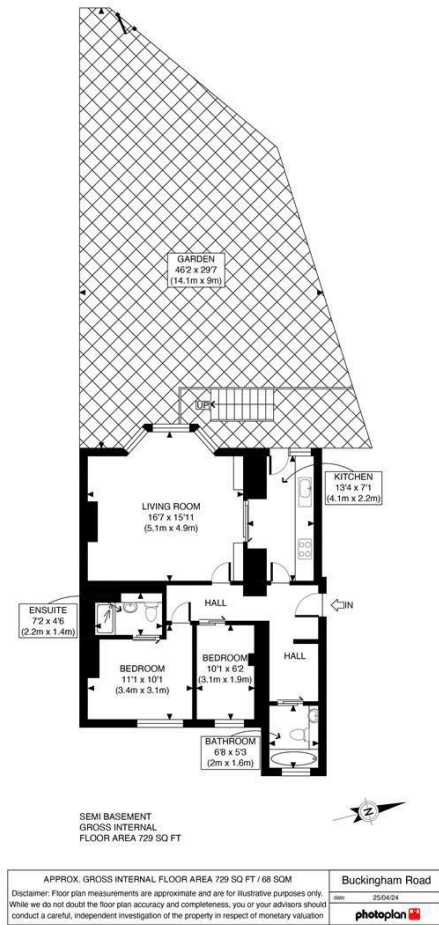 GARDEN
46'2 x 29'7
(14.1m x 9m)
UP
KITCHEN
13'4 x 7'1
(4.1m x 2.2m)
LIVING ROOM
16'7 x 15'11
(5.1m x 4.9m)
ENSUITE
7'2 x 4'6
(2.2m x 1.4m)
HALL
IN
BEDROOM
11'1 x 10'1
(3.4m x 3.1m)
BEDROOM
10'1 x 6'2
(3.1m x 1.9m)
HALL
BATHROOM
6'8 x 5'3
(2m x 1.6m)
SEMI BASEMENT
GROSS INTERNAL
FLOOR AREA 729 SQ FT
N
APPROX. GROSS INTERNAL FLOOR AREA 729 SQ FT / 68 SQM
Disclaimer: Floor plan measurements are approximate and are for illustrative purposes only.
While we do not doubt the floor plan accuracy and completeness, you or your advisors should
conduct a careful, independent investigation of the property in respect of monetary valuation
Buckingham Road
date 25/04/24
photoplan